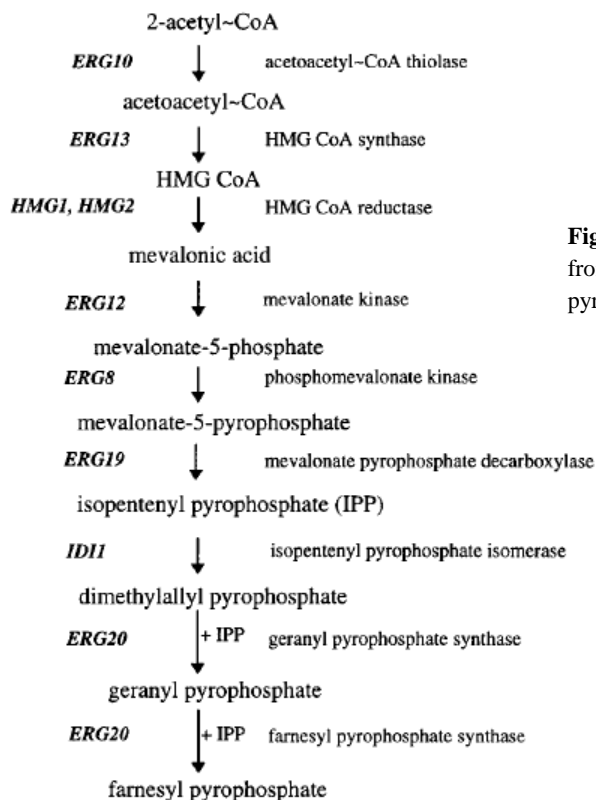 2-acetyl~CoA
ERG10 acetoacetyl~CoA thiolase
acetoacetyl~CoA
ERG13 HMG CoA synthase
HMG CoA
HMG1, HMG2 HMG CoA reductase
mevalonic acid
ERG12 mevalonate kinase
mevalonate-5-phosphate
ERG8 phosphomevalonate kinase
mevalonate-5-pyrophosphate
ERG19 mevalonate pyrophosphate decarboxylase
isopentenyl pyrophosphate (IPP)
IDI1 isopentenyl pyrophosphate isomerase
dimethylallyl pyrophosphate
ERG20 + IPP geranyl pyrophosphate synthase
geranyl pyrophosphate
ERG20 + IPP farnesyl pyrophosphate synthase
farnesyl pyrophosphate
Fig
fro
pyr